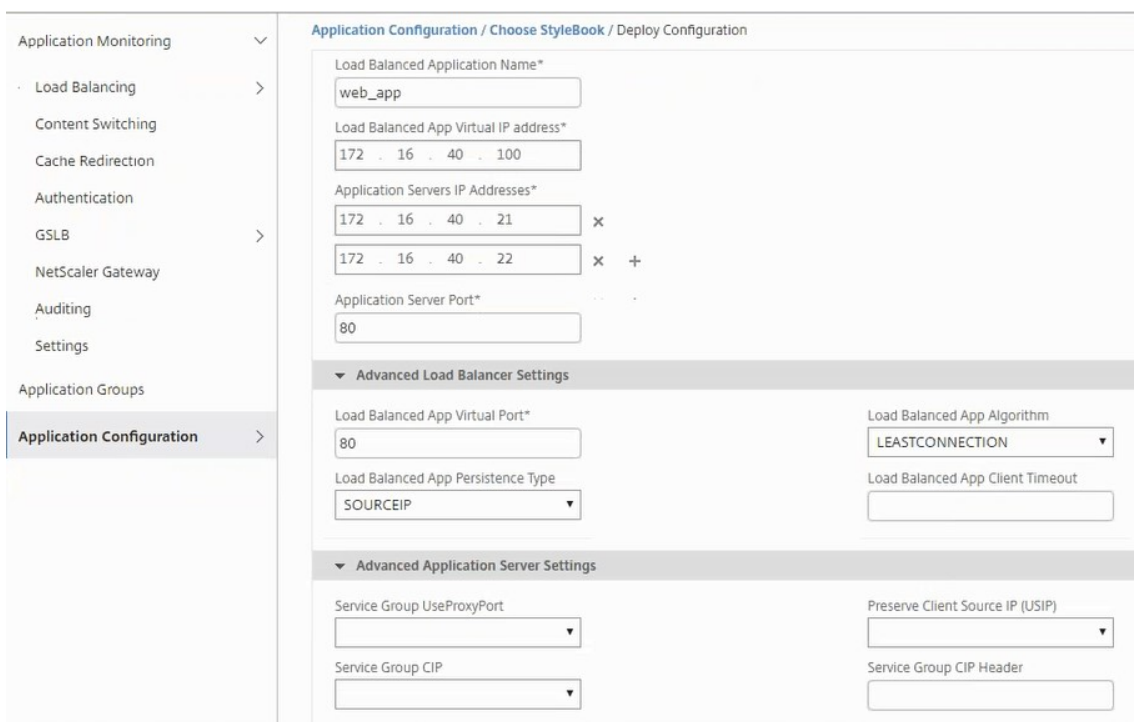 Application Monitoring
Load Balancing
Content Switching
Cache Redirection
Authentication
GSLB
NetScaler Gateway
Auditing
Settings
Application Groups
Application Configuration
Application Configuration / Choose StyleBook / Deploy Configuration
Load Balanced Application Name*
web_app
Load Balanced App Virtual IP address*
172 . 16 . 40 . 100
Application Servers IP Addresses*
172 . 16 . 40 . 21 ×
172 . 16 . 40 . 22 × +
Application Server Port*
80
Advanced Load Balancer Settings
Load Balanced App Virtual Port*
80
Load Balanced App Algorithm
LEASTCONNECTION
Load Balanced App Persistence Type
SOURCEIP
Load Balanced App Client Timeout
Advanced Application Server Settings
Service Group UseProxyPort
Preserve Client Source IP (USIP)
Service Group CIP
Service Group CIP Header